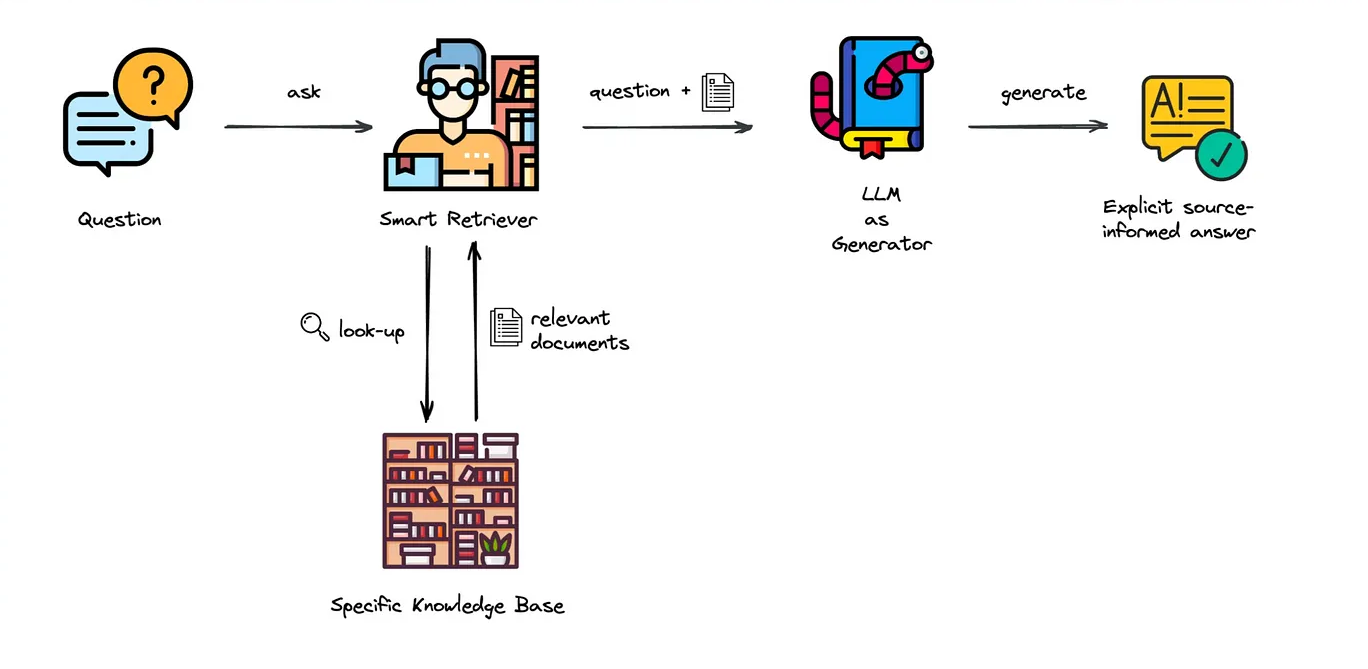 ?
ask
question +
generate
A!
Question
Smart Retriever
LLM
as
Generator
Explicit source-
informed answer
look-up
relevant
documents
Specific Knowledge Base